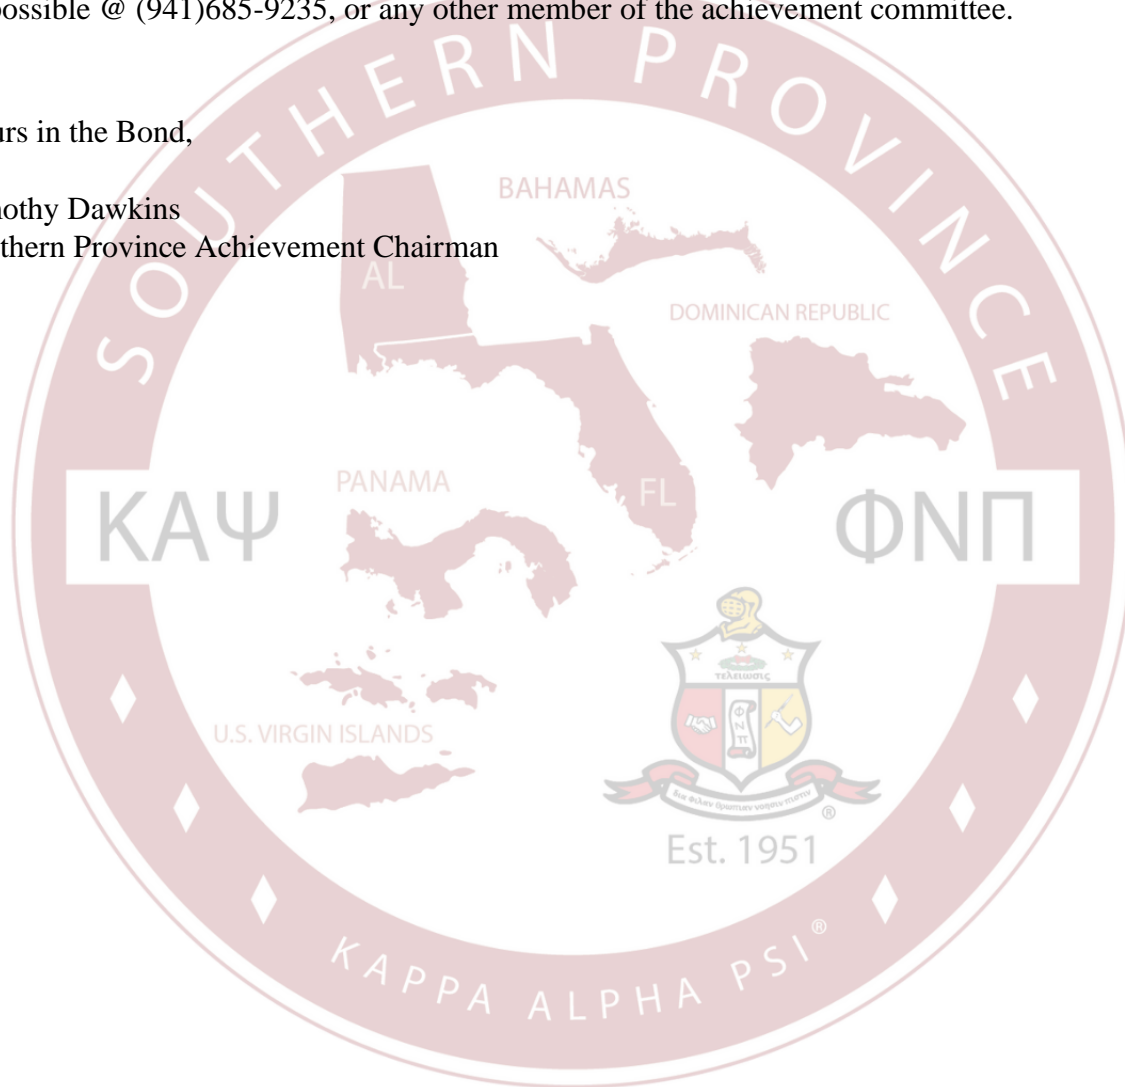 possible @ (941)685-9235, or any other member of the achievement committee.
urs in the Bond,
nothy Dawkins
thern Province Achievement Chairman
SOUTHERN PROVINCE
BAHAMAS
AL
DOMINICAN REPUBLIC
PANAMA
FL
ΚΑΨ
ΦΝΠ
τελειωσις
Φ
Ν
π
U.S. VIRGIN ISLANDS
®
Est. 1951
KAPPA ALPHA PSI®